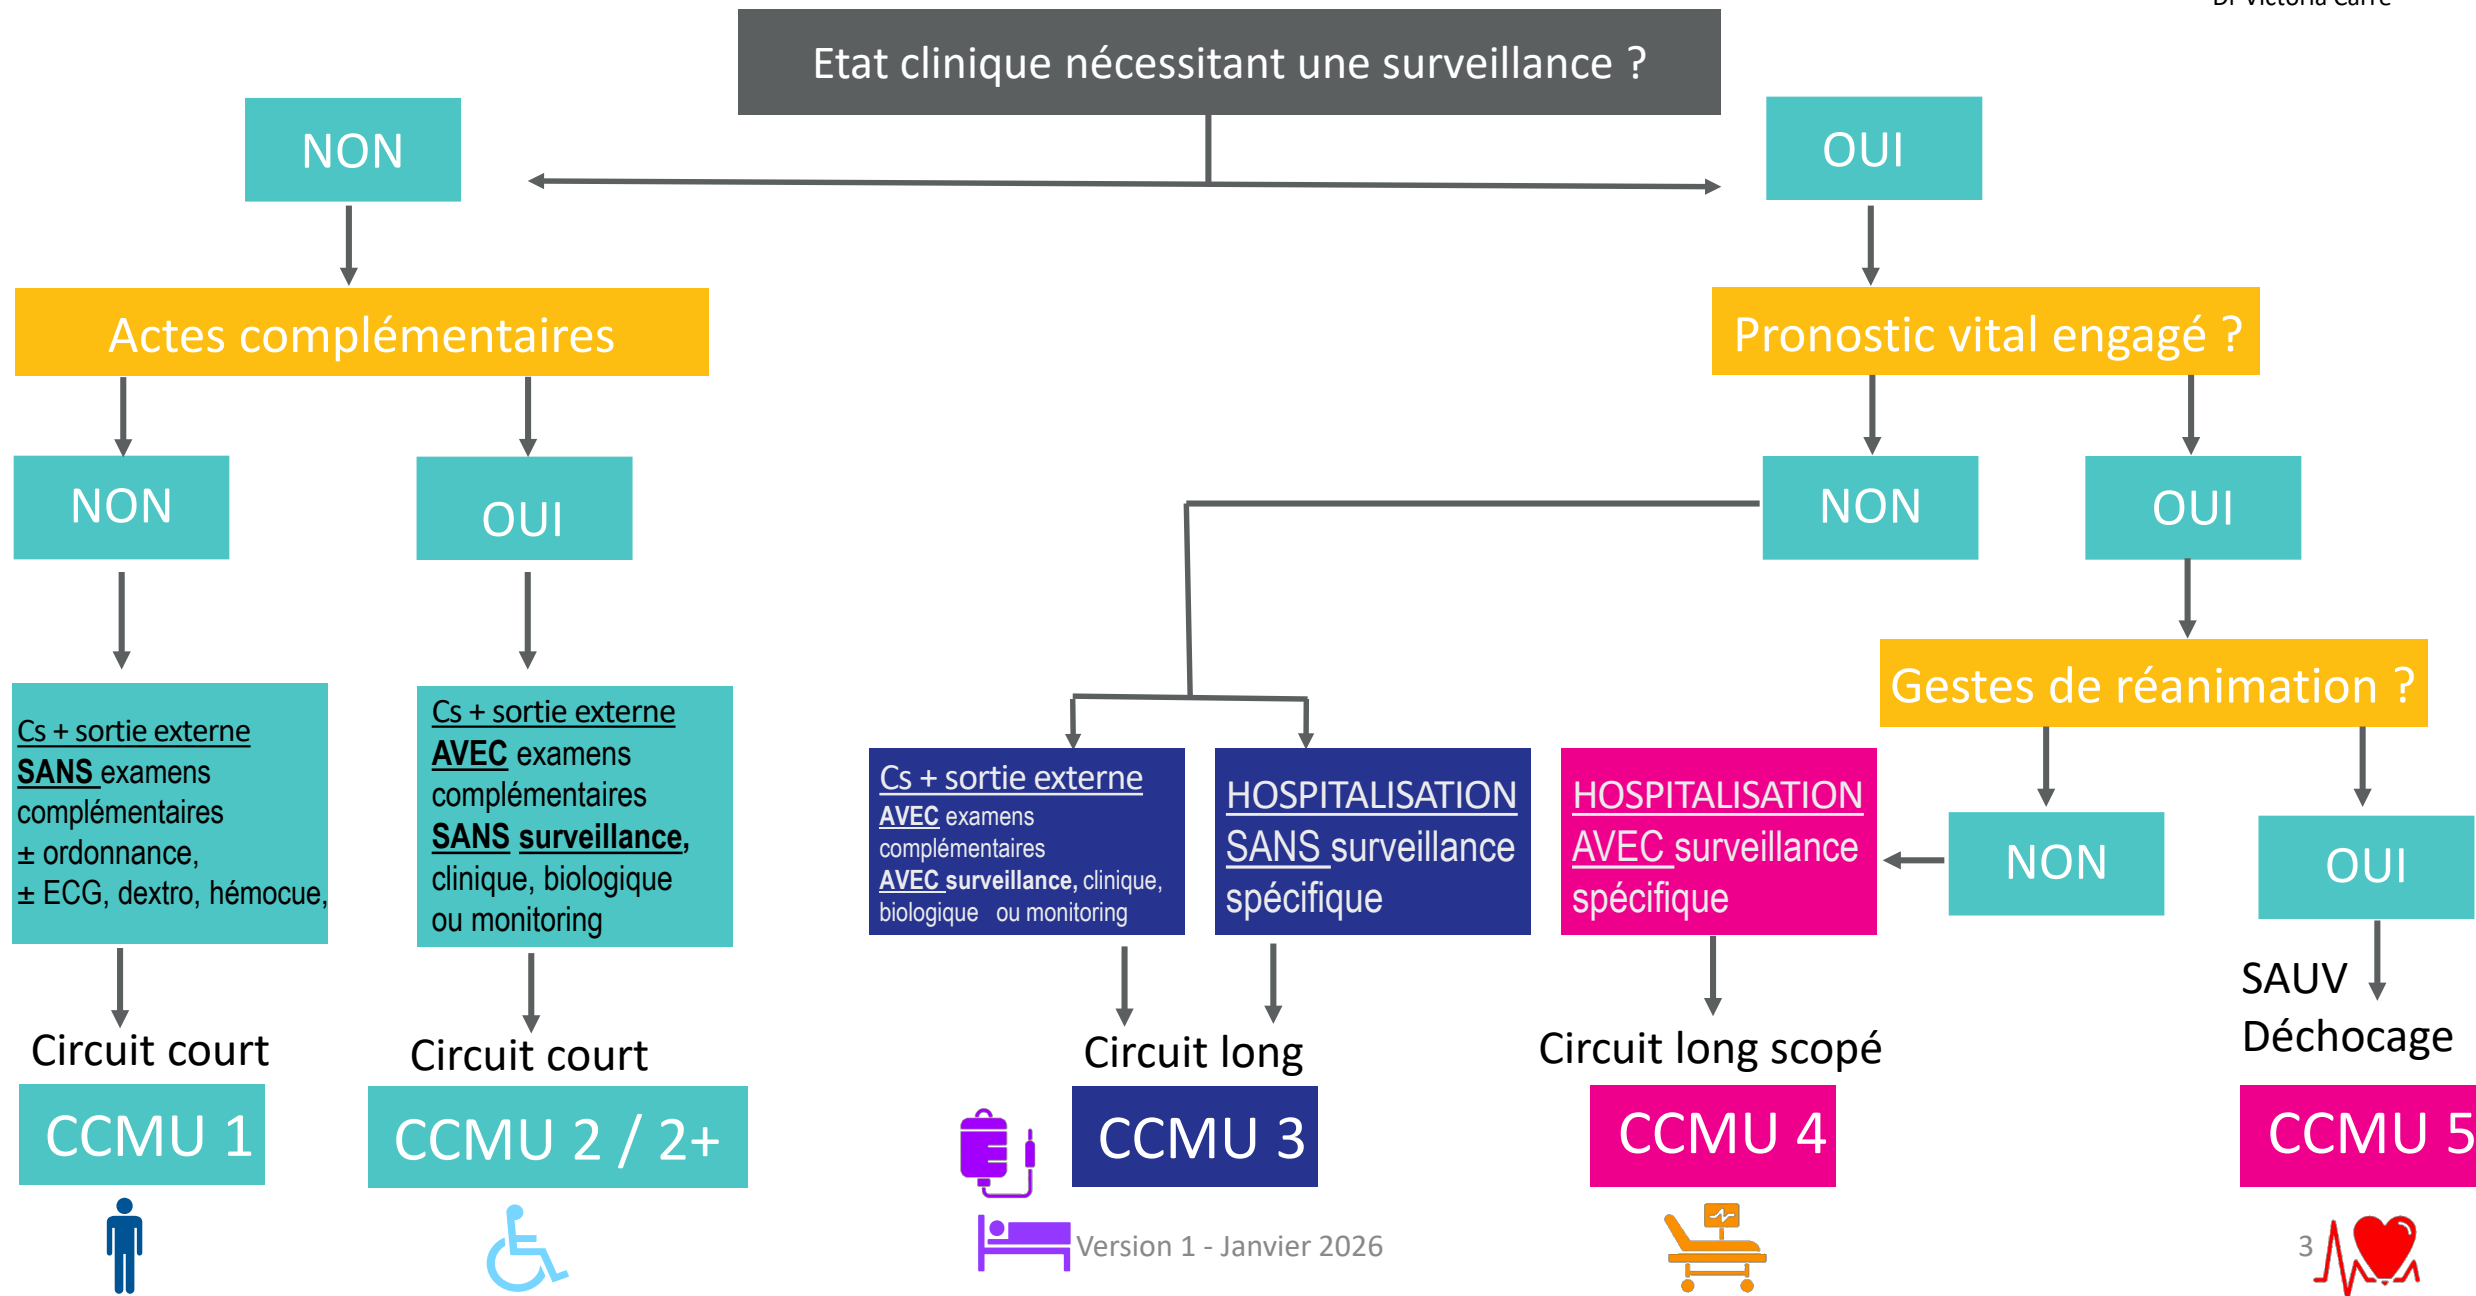 Dr Victoria Carre
Etat clinique nécessitant une surveillance ?
NON
OUI
Actes complémentaires
Pronostic vital engagé ?
NON
OUI
NON
OUI
Gestes de réanimation ?
Cs + sortie externe
SANS examens
complémentaires
± ordonnance,
± ECG, dextro, hémocue,
Cs + sortie externe
AVEC examens
complémentaires
SANS surveillance,
clinique, biologique
ou monitoring
Cs + sortie externe
AVEC examens
complémentaires
AVEC surveillance, clinique,
biologique ou monitoring
HOSPITALISATION
SANS surveillance
spécifique
HOSPITALISATION
AVEC surveillance
spécifique
NON
OUI
SAUV
Déchocage
Circuit court
Circuit court
Circuit long
Circuit long scopé
CCMU 1
CCMU 2 / 2+
CCMU 3
CCMU 4
CCMU 5
Version 1 - Janvier 2026
3